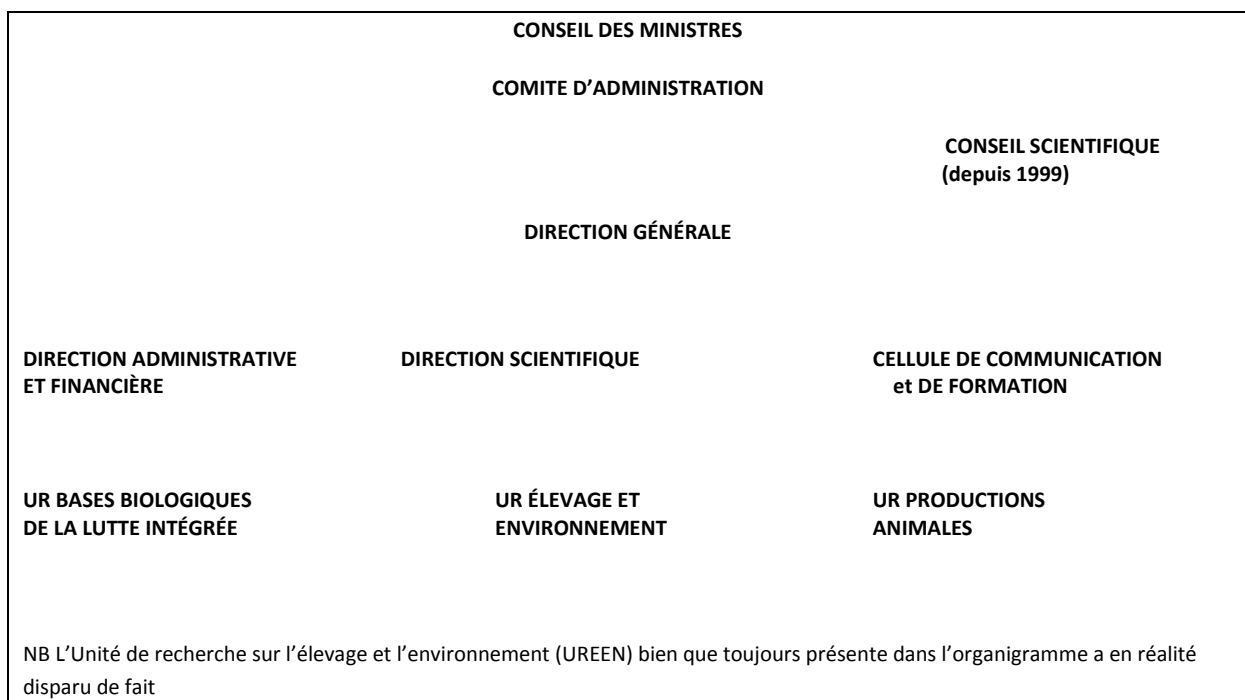 CONSEIL DES MINISTRES
COMITE D’ADMINISTRATION
CONSEIL SCIENTIFIQUE
(depuis 1999)
DIRECTION GÉNÉRALE
DIRECTION ADMINISTRATIVE
ET FINANCIÈRE
DIRECTION SCIENTIFIQUE
CELLULE DE COMMUNICATION
et DE FORMATION
UR BASES BIOLOGIQUES
DE LA LUTTE INTÉGRÉE
UR ÉLEVAGE ET
ENVIRONNEMENT
UR PRODUCTIONS
ANIMALES
NB L’Unité de recherche sur l’élevage et l’environnement (UREEN) bien que toujours présente dans l’organigramme a en réalité
disparu de fait